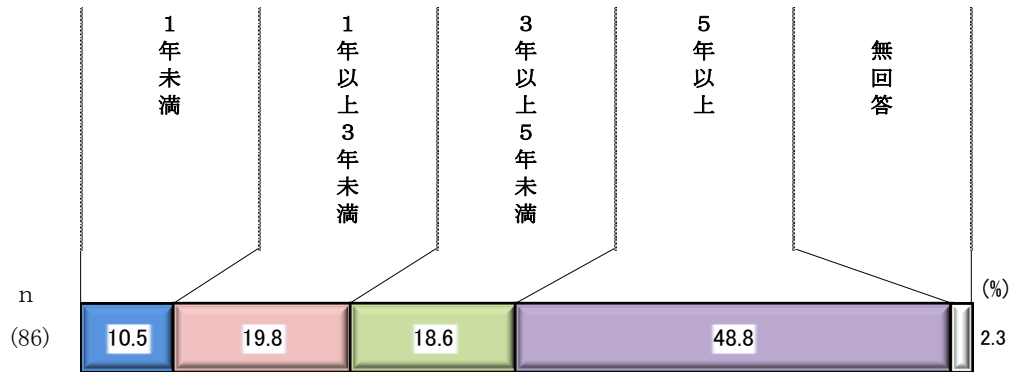 １年未満
１年以上３年未満
３年以上５年未満
５年以上
無回答
n
(%)
(86)
10.5
19.8
18.6
48.8
2.3